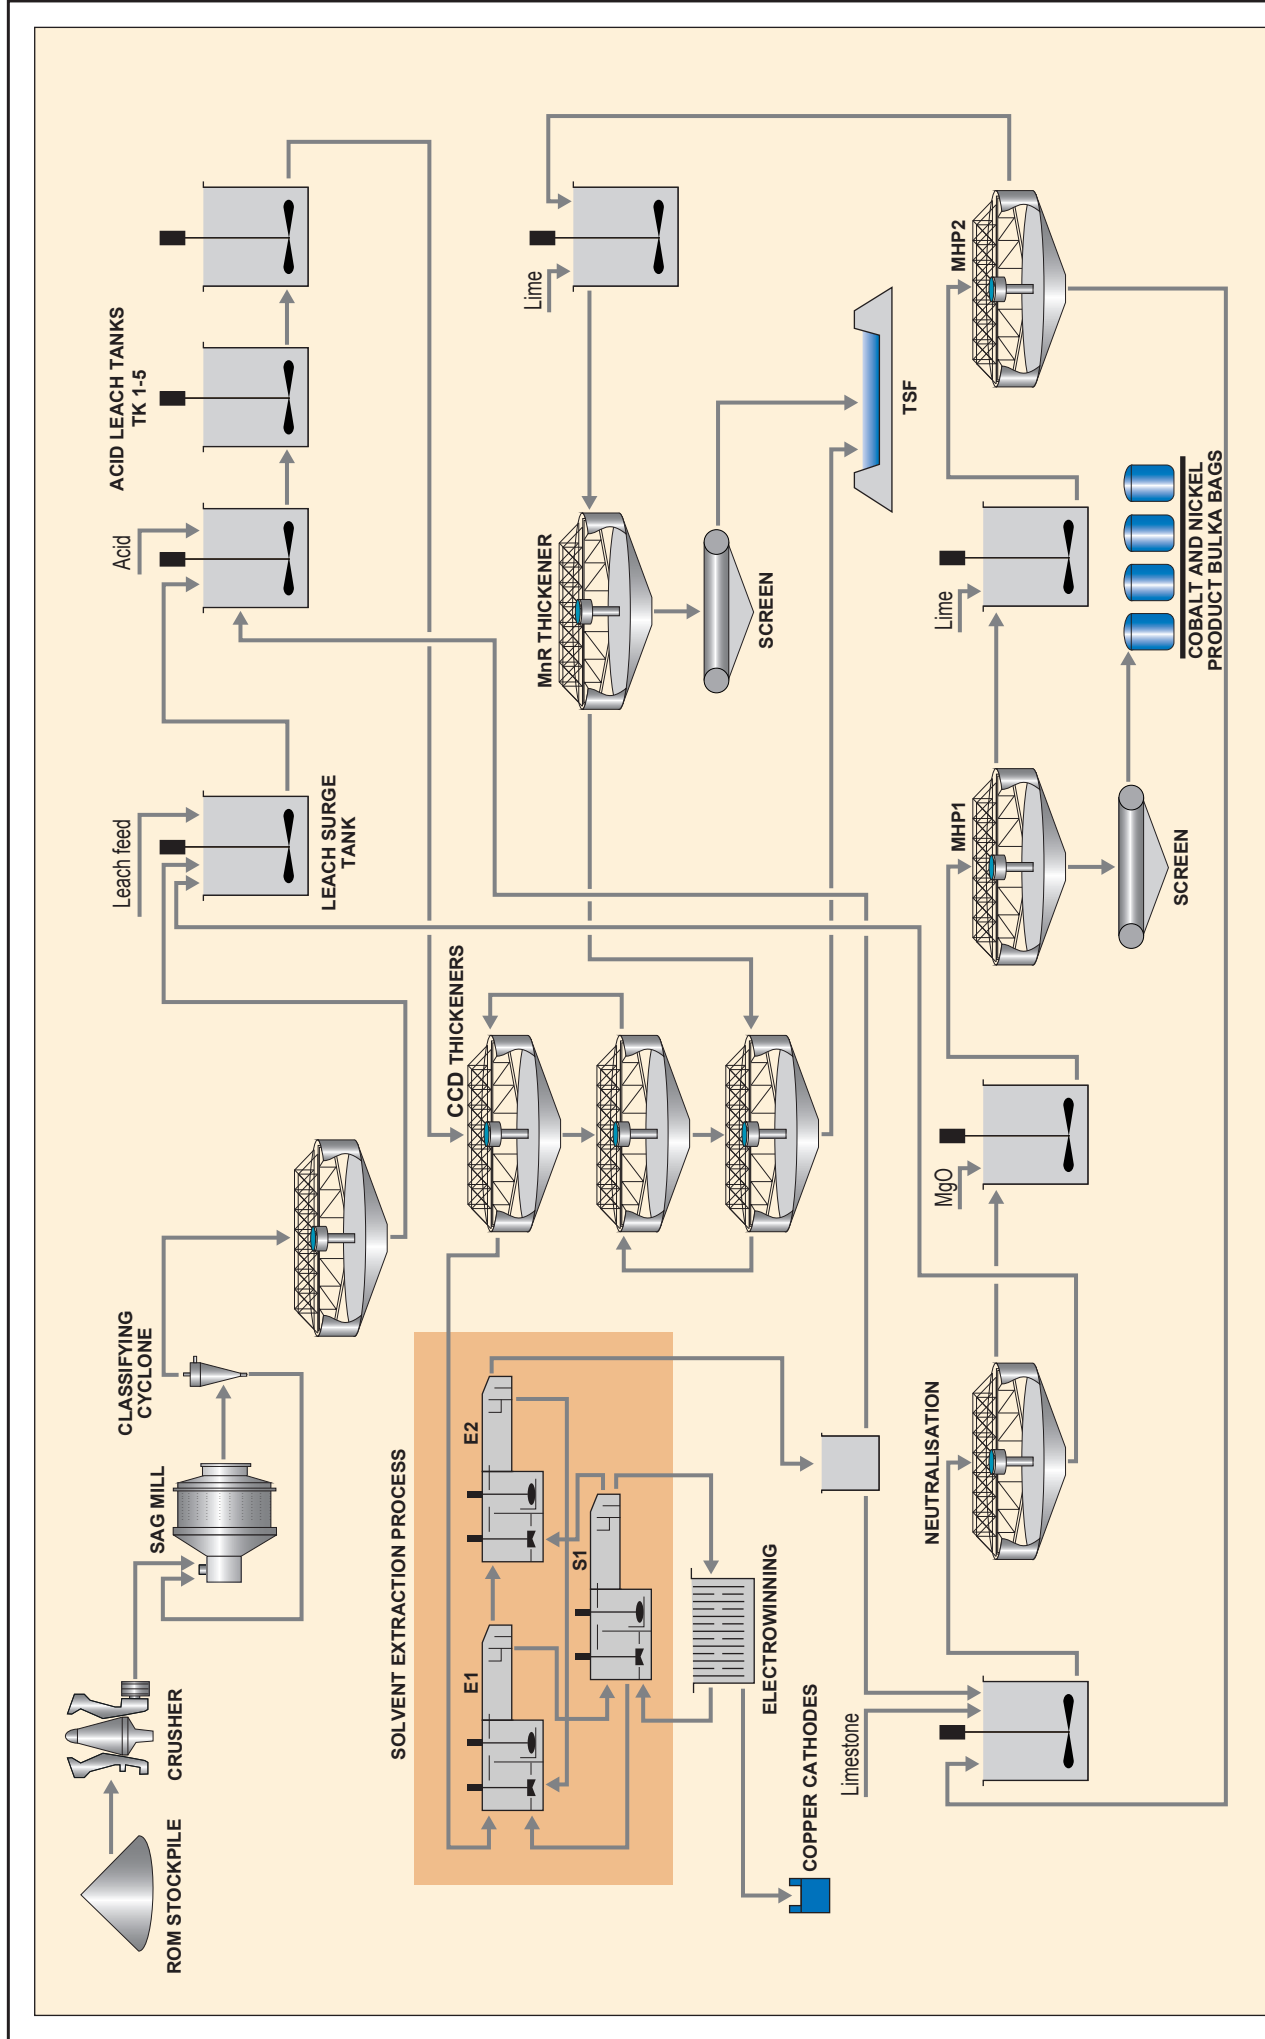 ROM STOCKPILE
CRUSHER
SAG MILL
CLASSIFYING
CYCLONE
Leach feed
LEACH SURGE
TANK
Acid
ACID LEACH TANKS
TK 1-5
SOLVENT EXTRACTION PROCESS
E1
E2
S1
ELECTROWINNING
COPPER CATHODES
CCD THICKENERS
MnR THICKENER
SCREEN
Lime
TSF
Limestone
NEUTRALISATION
MgO
MHP1
SCREEN
Lime
MHP2
COBALT AND NICKEL
PRODUCT BULKA BAGS